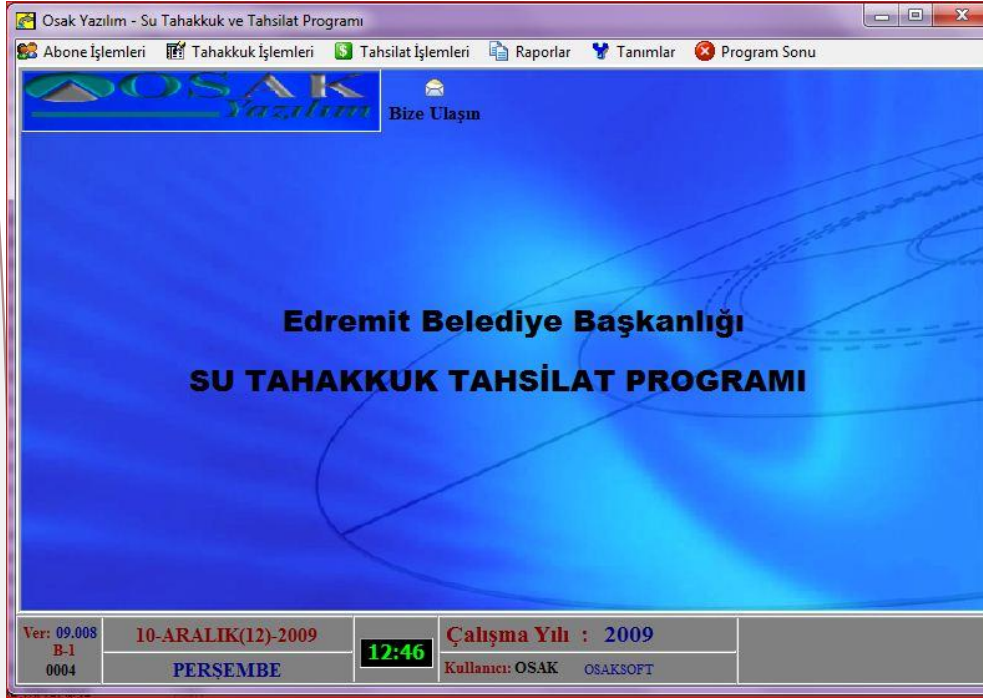 Osak Yazılım - Su Tahakkuk ve Tahsilat Programı
Abone İşlemleri Tahakkuk İşlemleri Tahsilat İşlemleri Raporlar Tanımlar Program Sonu
OSAK
Yazılım
Bize Ulaşın
Edremit Belediye Başkanlığı
SU TAHAKKUK TAHSİLAT PROGRAMI
Ver: 09.008
B-1
0004
10-ARALIK(12)-2009
PERŞEMBE
12:46
Çalışma Yılı : 2009
Kullanıcı: OSAK OSAKSOFT